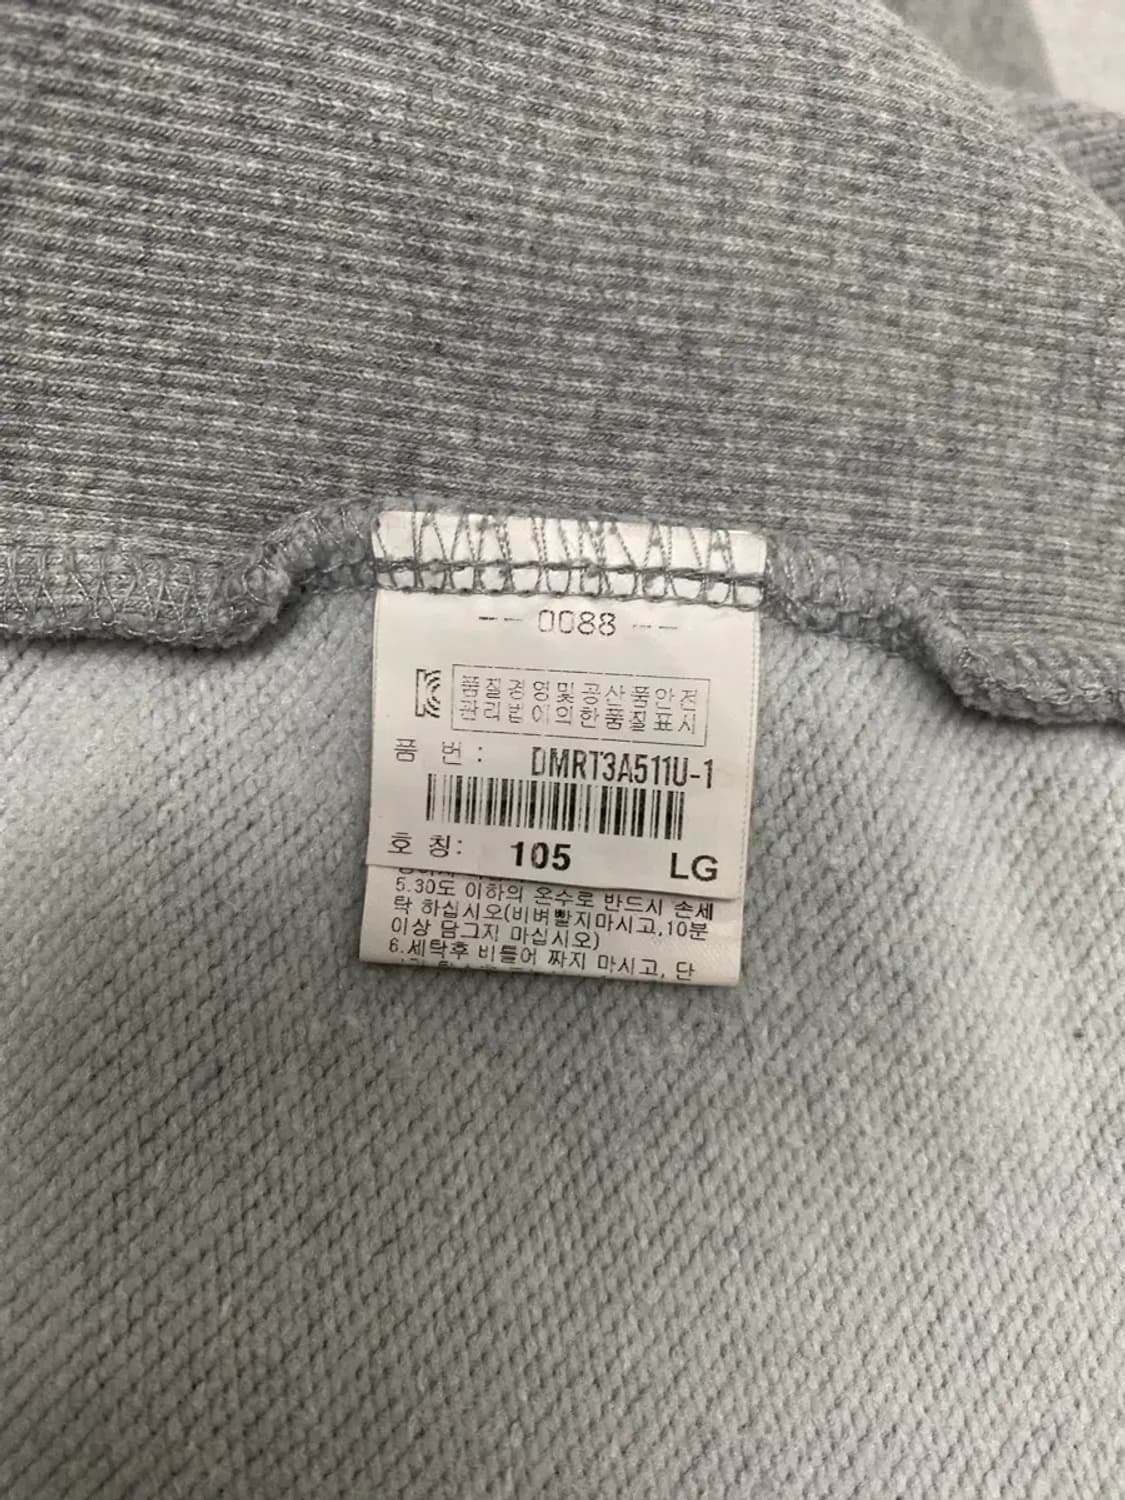 -- 0088 --
품질경영및공산품안전
관리법에의한품질표시
품 번 : DMRT3A511U-1
호 칭: 105 LG
5.30도 이하의 온수로 반드시 손세
탁 하십시오(비벼빨지마시고,10분
이상 담그지 마십시오)
6.세탁후 비틀어 짜지 마시고, 단